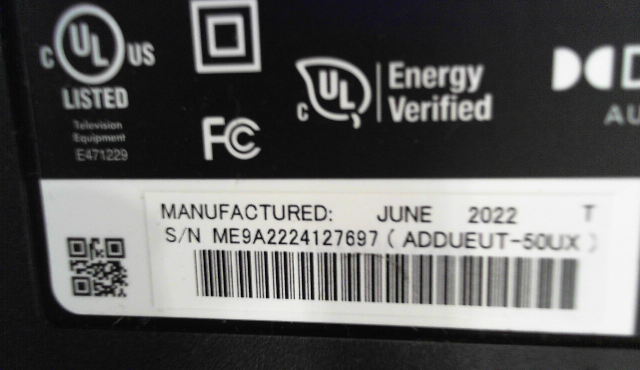 C UL US
LISTED
Television
Equipment
E471229
FC
C UL
Energy
Verified
MANUFACTURED: JUNE 2022 T
S/N ME9A2224127697 ( ADDUEUT-50UX )